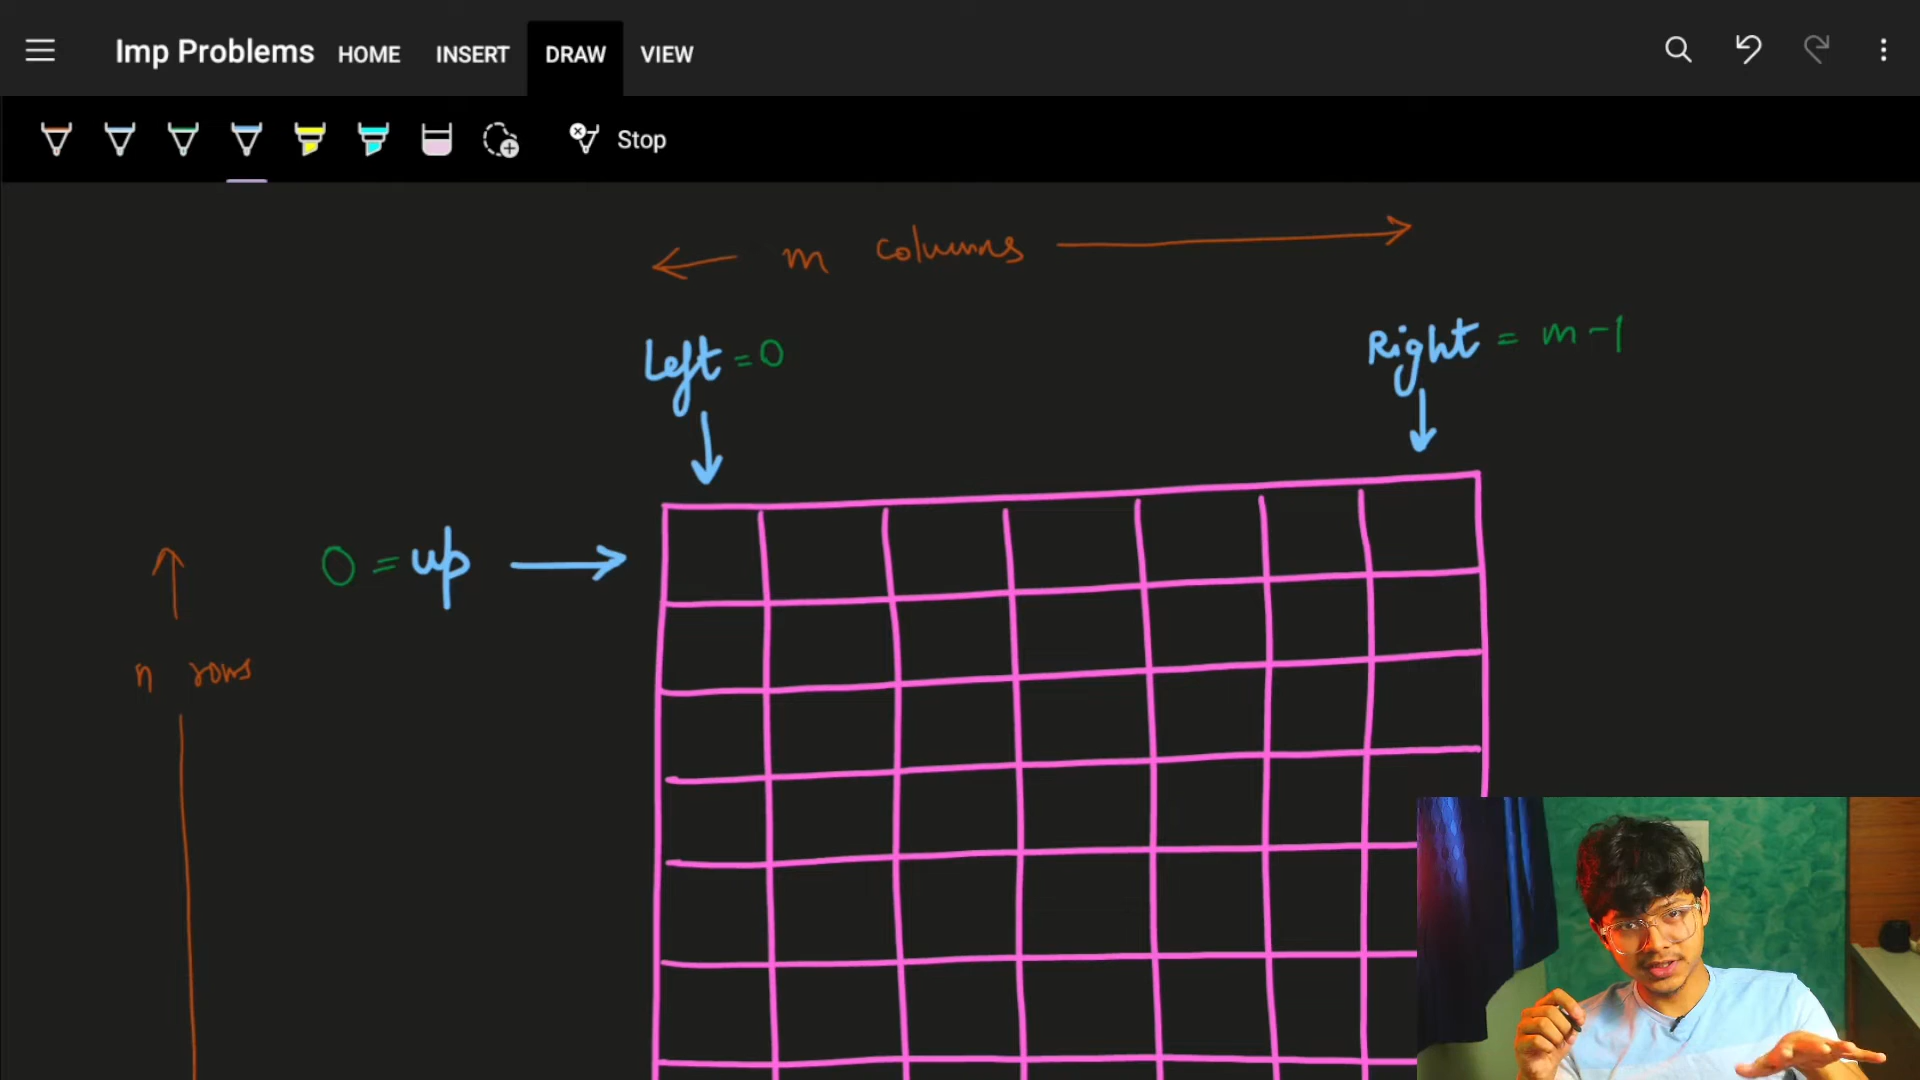 Imp Problems HOME INSERT DRAW VIEW
Stop
m columns
Left = 0
Right = m - 1
0 = up
n rows